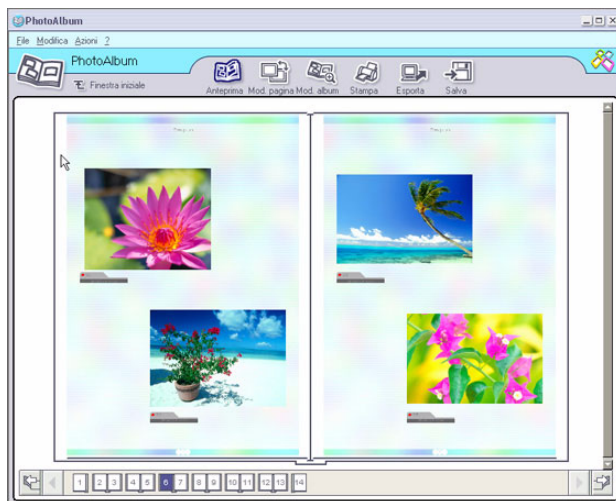 PhotoAlbum
File Modifica Azioni ?
PhotoAlbum
Finestra iniziale
Anteprima Mod. pagina Mod. album Stampa Esporta Salva
1 2 3 4 5 6 7 8 9 10 11 12 13 14